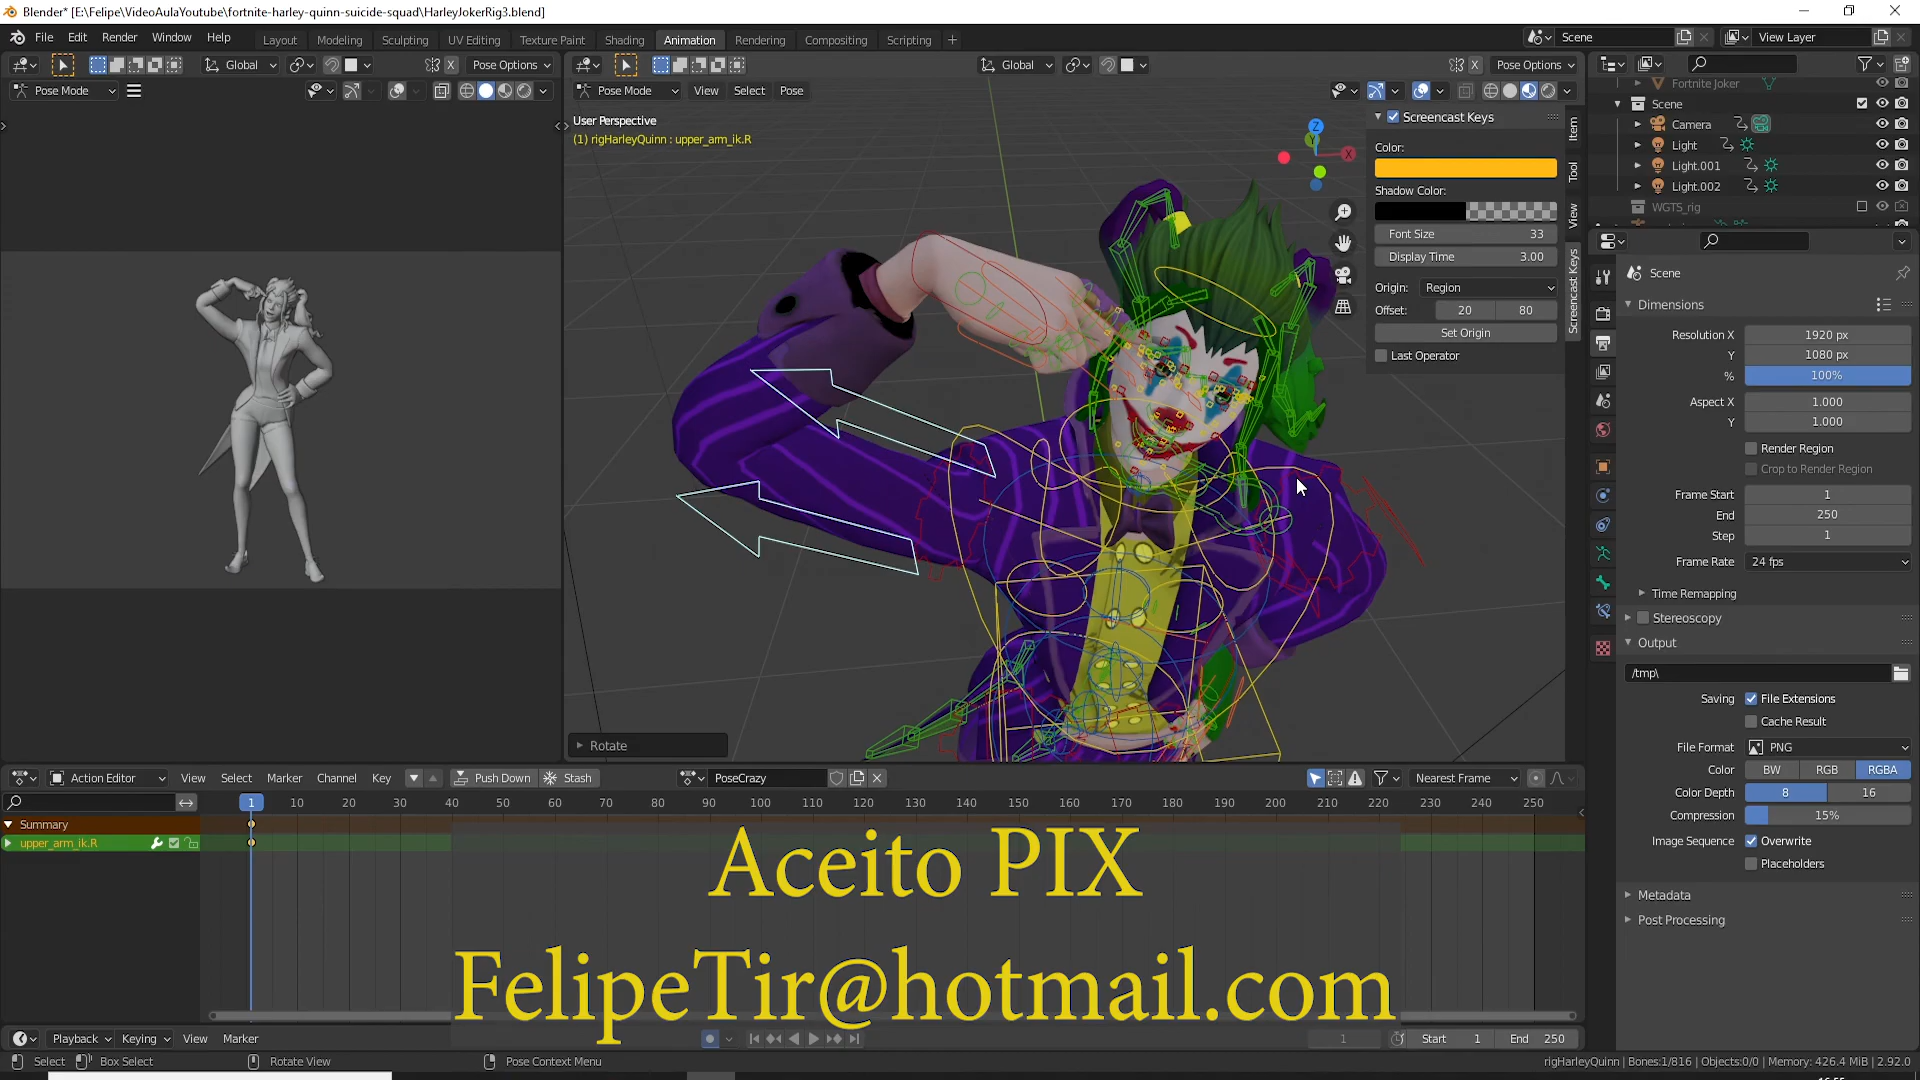 Blender* [E:\Felipe\VideoAulaYoutube\fortnite-harley-quinn-suicide-squad\HarleyJokerRig3.blend]
File Edit Render Window Help Layout Modeling Sculpting UV Editing Texture Paint Shading Animation Rendering Compositing Scripting + Scene View Layer
Global X Pose Options Global X Pose Options
Pose Mode Pose Mode View Select Pose
User Perspective
(1) rigHarleyQuinn : upper_arm_ik.R
Z
Y
X
Screencast Keys
Color:
Shadow Color:
Font Size 33
Display Time 3.00
Origin: Region
Offset: 20 80
Set Origin
Last Operator
Item
Tool
View
Screencast Keys
Fortnite Joker
Scene
Camera
Light
Light.001
Light.002
WGTS_rig
Scene
Dimensions
Resolution X 1920 px
Y 1080 px
% 100%
Aspect X 1.000
Y 1.000
Render Region
Crop to Render Region
Frame Start 1
End 250
Step 1
Frame Rate 24 fps
Time Remapping
Stereoscopy
Output
/tmp\
Saving File Extensions
Cache Result
File Format PNG
Color BW RGB RGBA
Color Depth 8 16
Compression 15%
Image Sequence Overwrite
Placeholders
Metadata
Post Processing
Rotate
Action Editor View Select Marker Channel Key Push Down Stash PoseCrazy Nearest Frame
1 10 20 30 40 50 60 70 80 90 100 110 120 130 140 150 160 170 180 190 200 210 220 230 240 250
Summary
upper_arm_ik.R
Aceito PIX
FelipeTir@hotmail.com
Playback Keying View Marker 1 Start 1 End 250
Select Box Select Rotate View Pose Context Menu rigHarleyQuinn | Bones:1/816 | Objects:0/0 | Memory: 426.4 MiB | 2.92.0